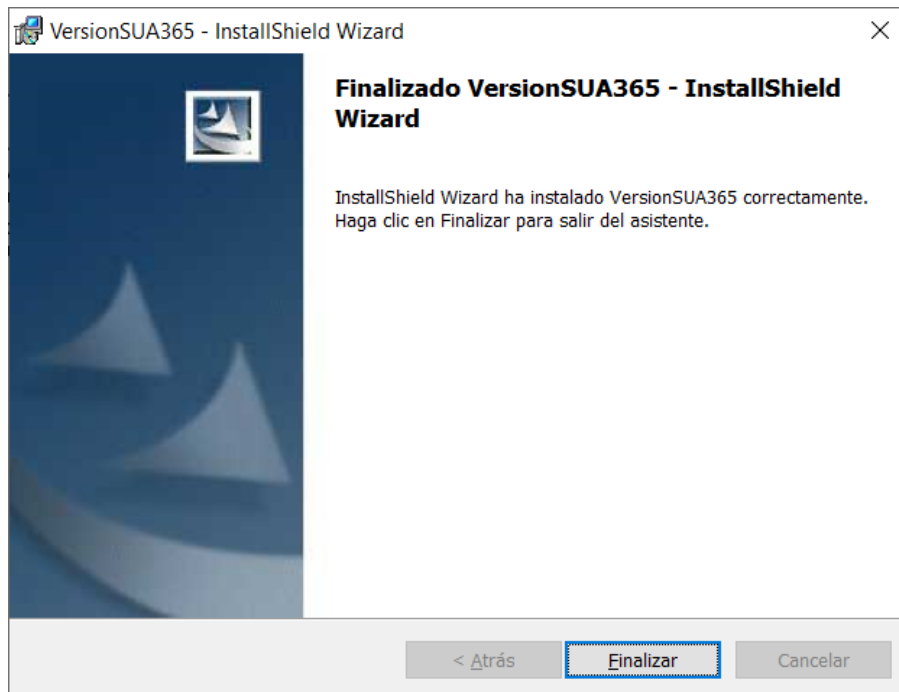 VersionSUA365 - InstallShield Wizard
Finalizado VersionSUA365 - InstallShield
Wizard
InstallShield Wizard ha instalado VersionSUA365 correctamente.
Haga clic en Finalizar para salir del asistente.
< Atrás
Finalizar
Cancelar